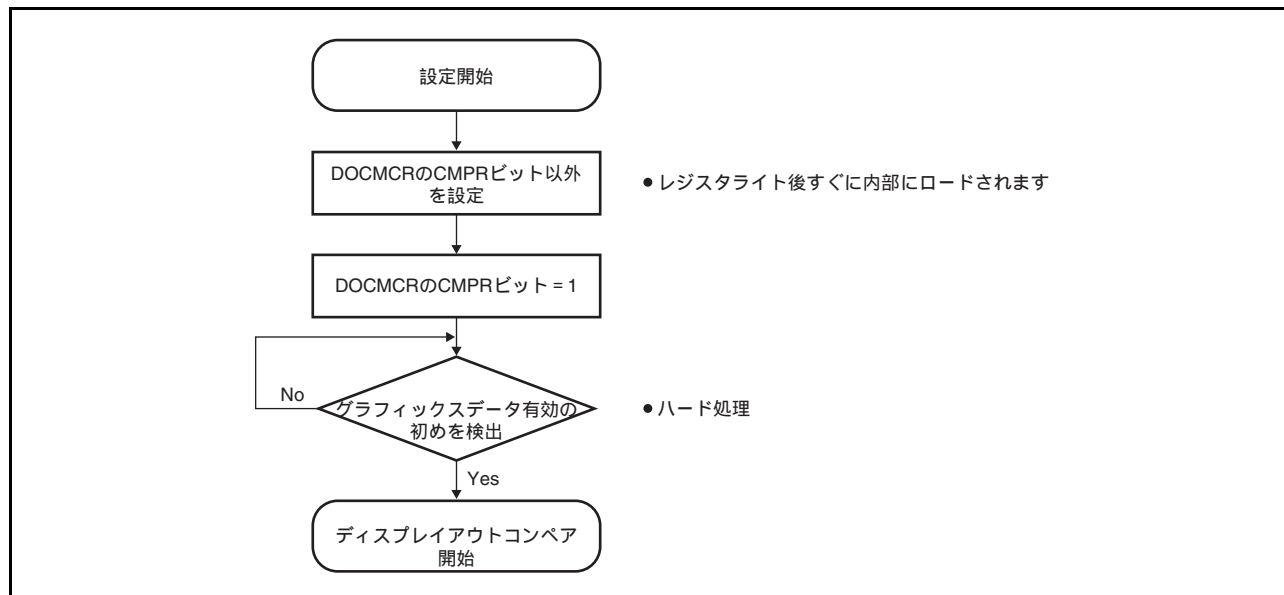 設定開始
DOCMCRのCMPRビット以外
を設定
●レジスタライト後すぐに内部にロードされます
DOCMCRのCMPRビット = 1
No
グラフィックスデータ有効の
初めを検出
●ハード処理
Yes
ディスプレイアウトコンペア
開始